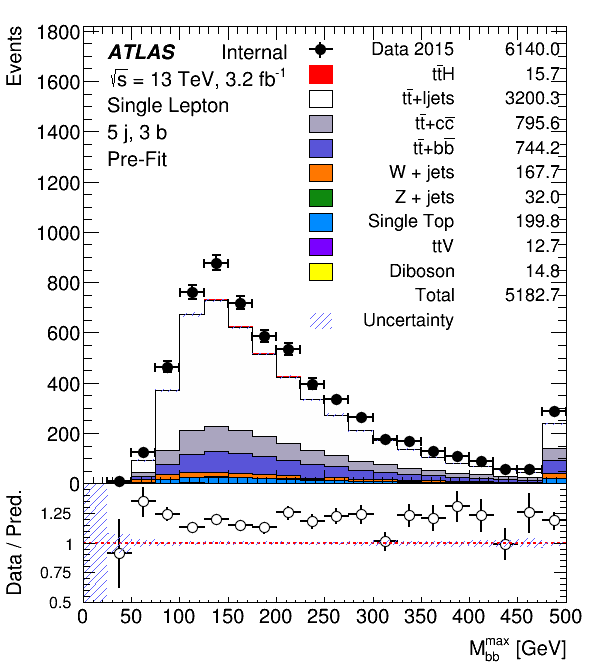 Events
1800
1600
1400
1200
1000
800
600
400
200
0
ATLAS Internal
√s = 13 TeV, 3.2 fb⁻¹
Single Lepton
5 j, 3 b
Pre-Fit
Data 2015 6140.0
tt̄H 15.7
tt̄+ljets 3200.3
tt̄+cc̄ 795.6
tt̄+bb̄ 744.2
W + jets 167.7
Z + jets 32.0
Single Top 199.8
ttV 12.7
Diboson 14.8
Total 5182.7
Uncertainty
Data / Pred.
1.25
1
0.75
0.5
0 50 100 150 200 250 300 350 400 450 500
M_bb^max [GeV]